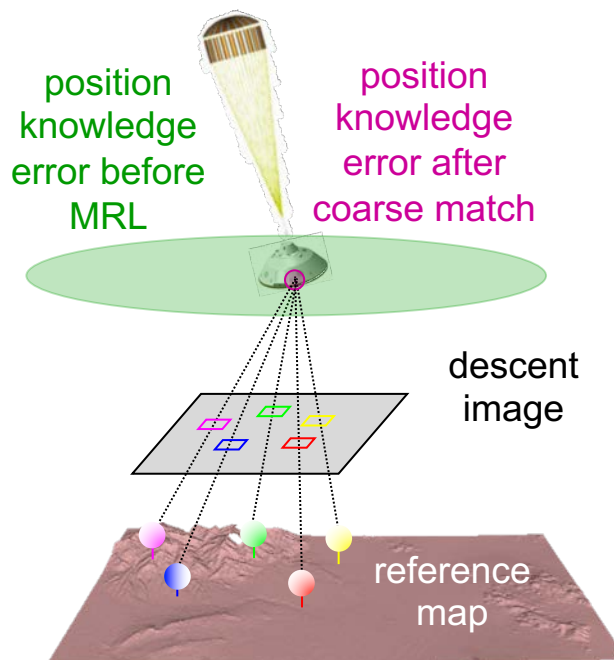 position
knowledge
error before
MRL
position
knowledge
error after
coarse match
descent
image
reference
map